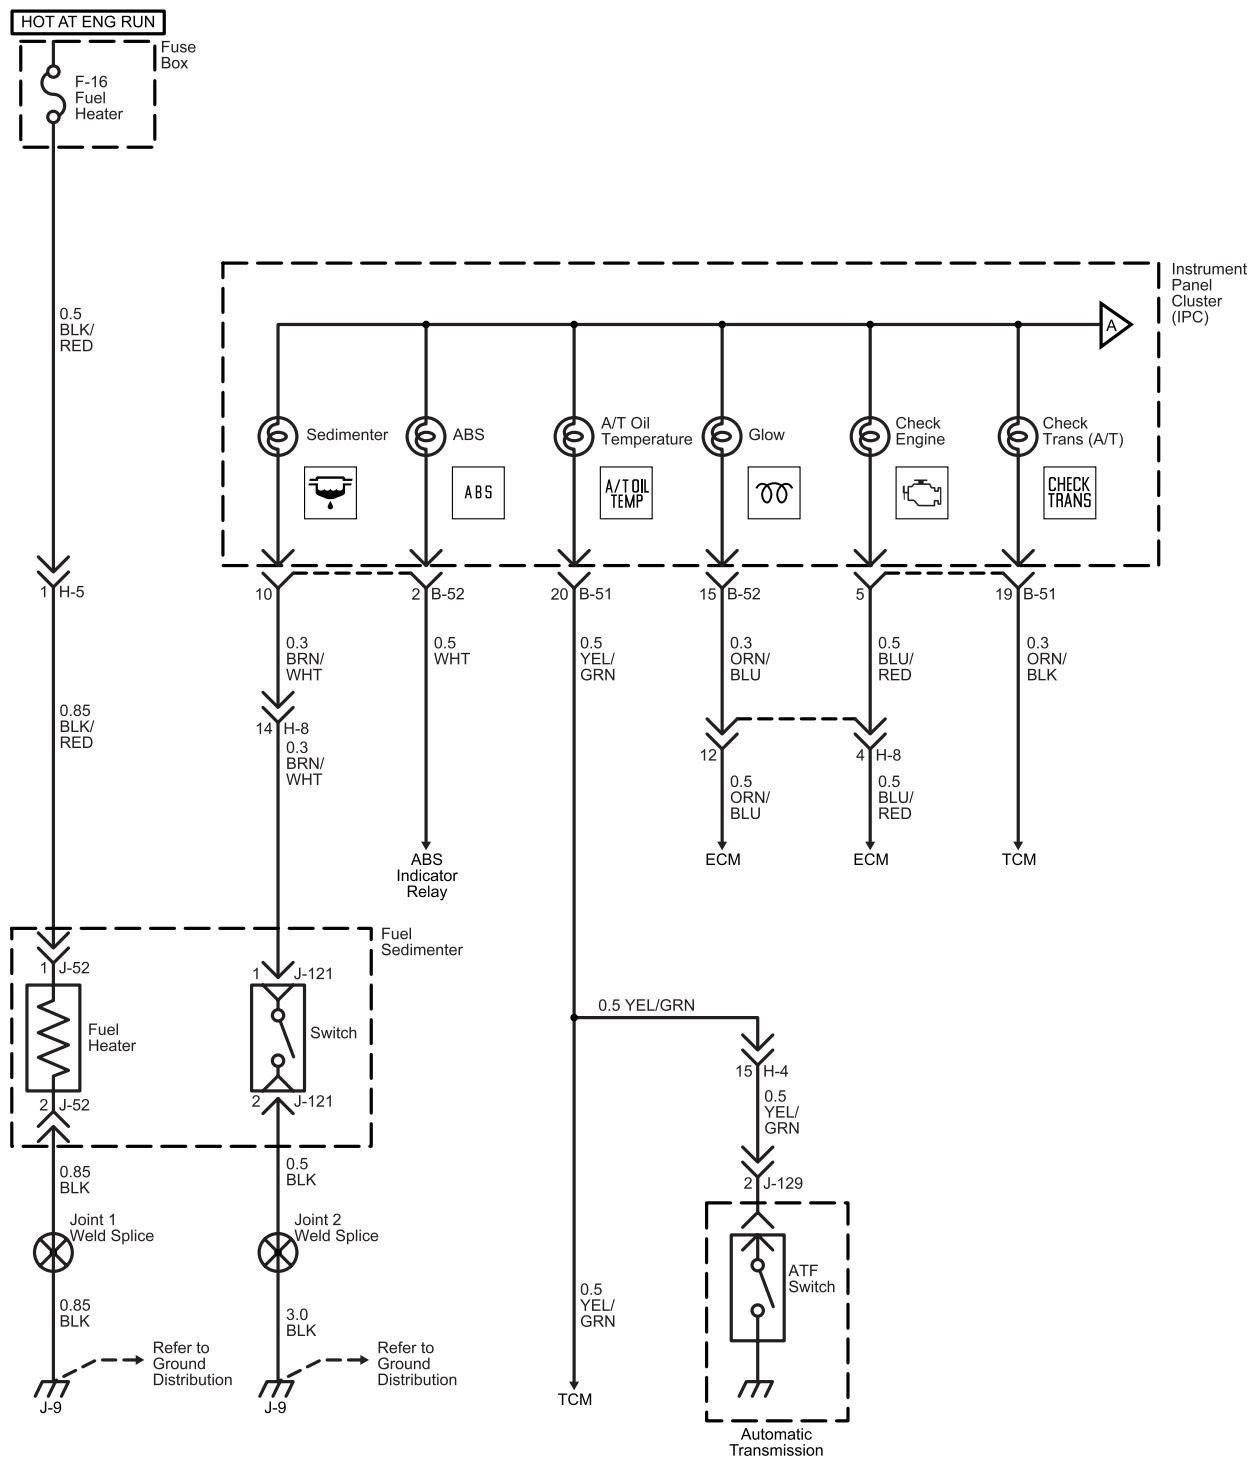 HOT AT ENG RUN
Fuse
Box
F-16
Fuel
Heater
Instrument
Panel
Cluster
(IPC)
A
0.5
BLK/
RED
Sedimenter
ABS
A/T Oil
Temperature
Glow
Check
Engine
Check
Trans (A/T)
ABS
A/T OIL
TEMP
CHECK
TRANS
1 H-5
10
2 B-52
20 B-51
15 B-52
5
19 B-51
0.3
BRN/
WHT
0.5
WHT
0.5
YEL/
GRN
0.3
ORN/
BLU
0.5
BLU/
RED
0.3
ORN/
BLK
0.85
BLK/
RED
14 H-8
0.3
BRN/
WHT
12
4 H-8
0.5
ORN/
BLU
0.5
BLU/
RED
ABS
Indicator
Relay
ECM
ECM
TCM
Fuel
Sedimenter
1 J-52
1 J-121
Fuel
Heater
Switch
2 J-52
2 J-121
0.5 YEL/GRN
15 H-4
0.5
YEL/
GRN
0.85
BLK
0.5
BLK
2 J-129
Joint 1
Weld Splice
Joint 2
Weld Splice
ATF
Switch
0.85
BLK
3.0
BLK
0.5
YEL/
GRN
Refer to
Ground
Distribution
Refer to
Ground
Distribution
J-9
J-9
TCM
Automatic
Transmission